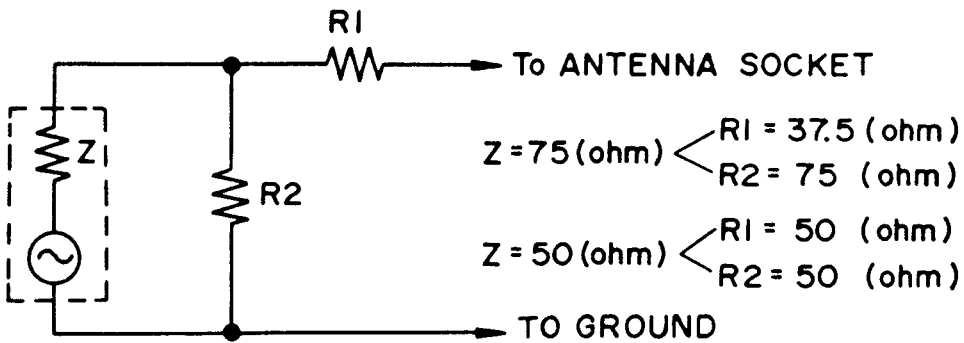 R1
To ANTENNA SOCKET
Z
R2
Z = 75 (ohm)
R1 = 37.5 (ohm)
R2 = 75 (ohm)
Z = 50 (ohm)
R1 = 50 (ohm)
R2 = 50 (ohm)
TO GROUND